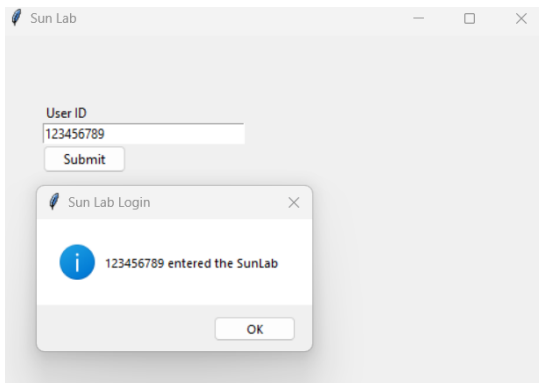 Sun Lab
User ID
123456789
Submit
Sun Lab Login
123456789 entered the SunLab
OK